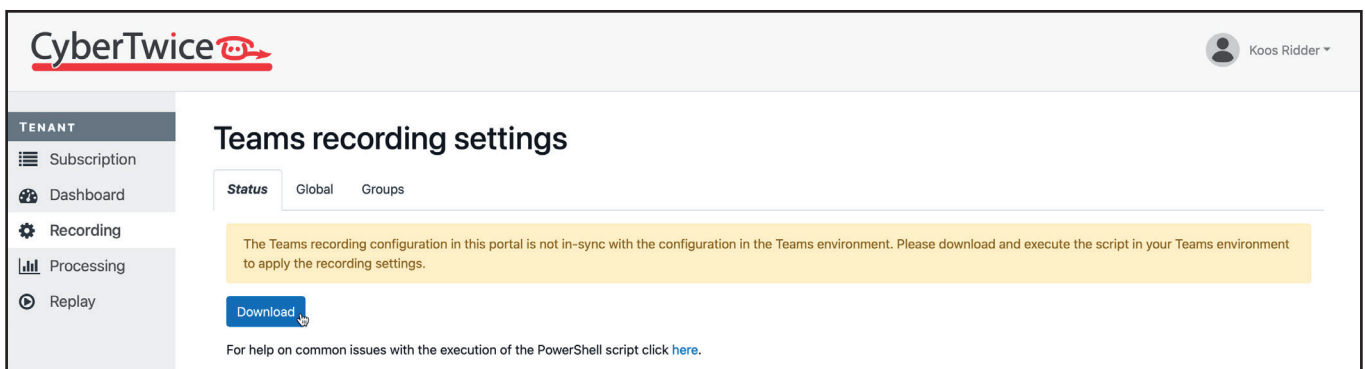 CyberTwice
Koos Ridder
TENANT
Subscription
Dashboard
Recording
Processing
Replay
Teams recording settings
Status Global Groups
The Teams recording configuration in this portal is not in-sync with the configuration in the Teams environment. Please download and execute the script in your Teams environment
to apply the recording settings.
Download
For help on common issues with the execution of the PowerShell script click here.